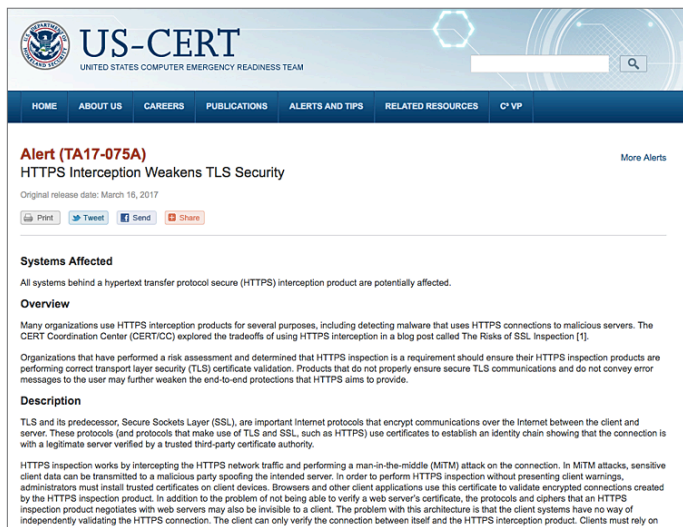 US-CERT
UNITED STATES COMPUTER EMERGENCY READINESS TEAM
HOME ABOUT US CAREERS PUBLICATIONS ALERTS AND TIPS RELATED RESOURCES C³ VP
Alert (TA17-075A)
More Alerts
HTTPS Interception Weakens TLS Security
Original release date: March 16, 2017
Print Tweet Send Share
Systems Affected
All systems behind a hypertext transfer protocol secure (HTTPS) interception product are potentially affected.
Overview
Many organizations use HTTPS interception products for several purposes, including detecting malware that uses HTTPS connections to malicious servers. The
CERT Coordination Center (CERT/CC) explored the tradeoffs of using HTTPS interception in a blog post called The Risks of SSL Inspection [1].
Organizations that have performed a risk assessment and determined that HTTPS inspection is a requirement should ensure their HTTPS inspection products are
performing correct transport layer security (TLS) certificate validation. Products that do not properly ensure secure TLS communications and do not convey error
messages to the user may further weaken the end-to-end protections that HTTPS aims to provide.
Description
TLS and its predecessor, Secure Sockets Layer (SSL), are important Internet protocols that encrypt communications over the Internet between the client and
server. These protocols (and protocols that make use of TLS and SSL, such as HTTPS) use certificates to establish an identity chain showing that the connection is
with a legitimate server verified by a trusted third-party certificate authority.
HTTPS inspection works by intercepting the HTTPS network traffic and performing a man-in-the-middle (MiTM) attack on the connection. In MiTM attacks, sensitive
client data can be transmitted to a malicious party spoofing the intended server. In order to perform HTTPS inspection without presenting client warnings,
administrators must install trusted certificates on client devices. Browsers and other client applications use this certificate to validate encrypted connections created
by the HTTPS inspection product. In addition to the problem of not being able to verify a web server's certificate, the protocols and ciphers that an HTTPS
inspection product negotiates with web servers may also be invisible to a client. The problem with this architecture is that the client systems have no way of
independently validating the HTTPS connection. The client can only verify the connection between itself and the HTTPS interception product. Clients must rely on